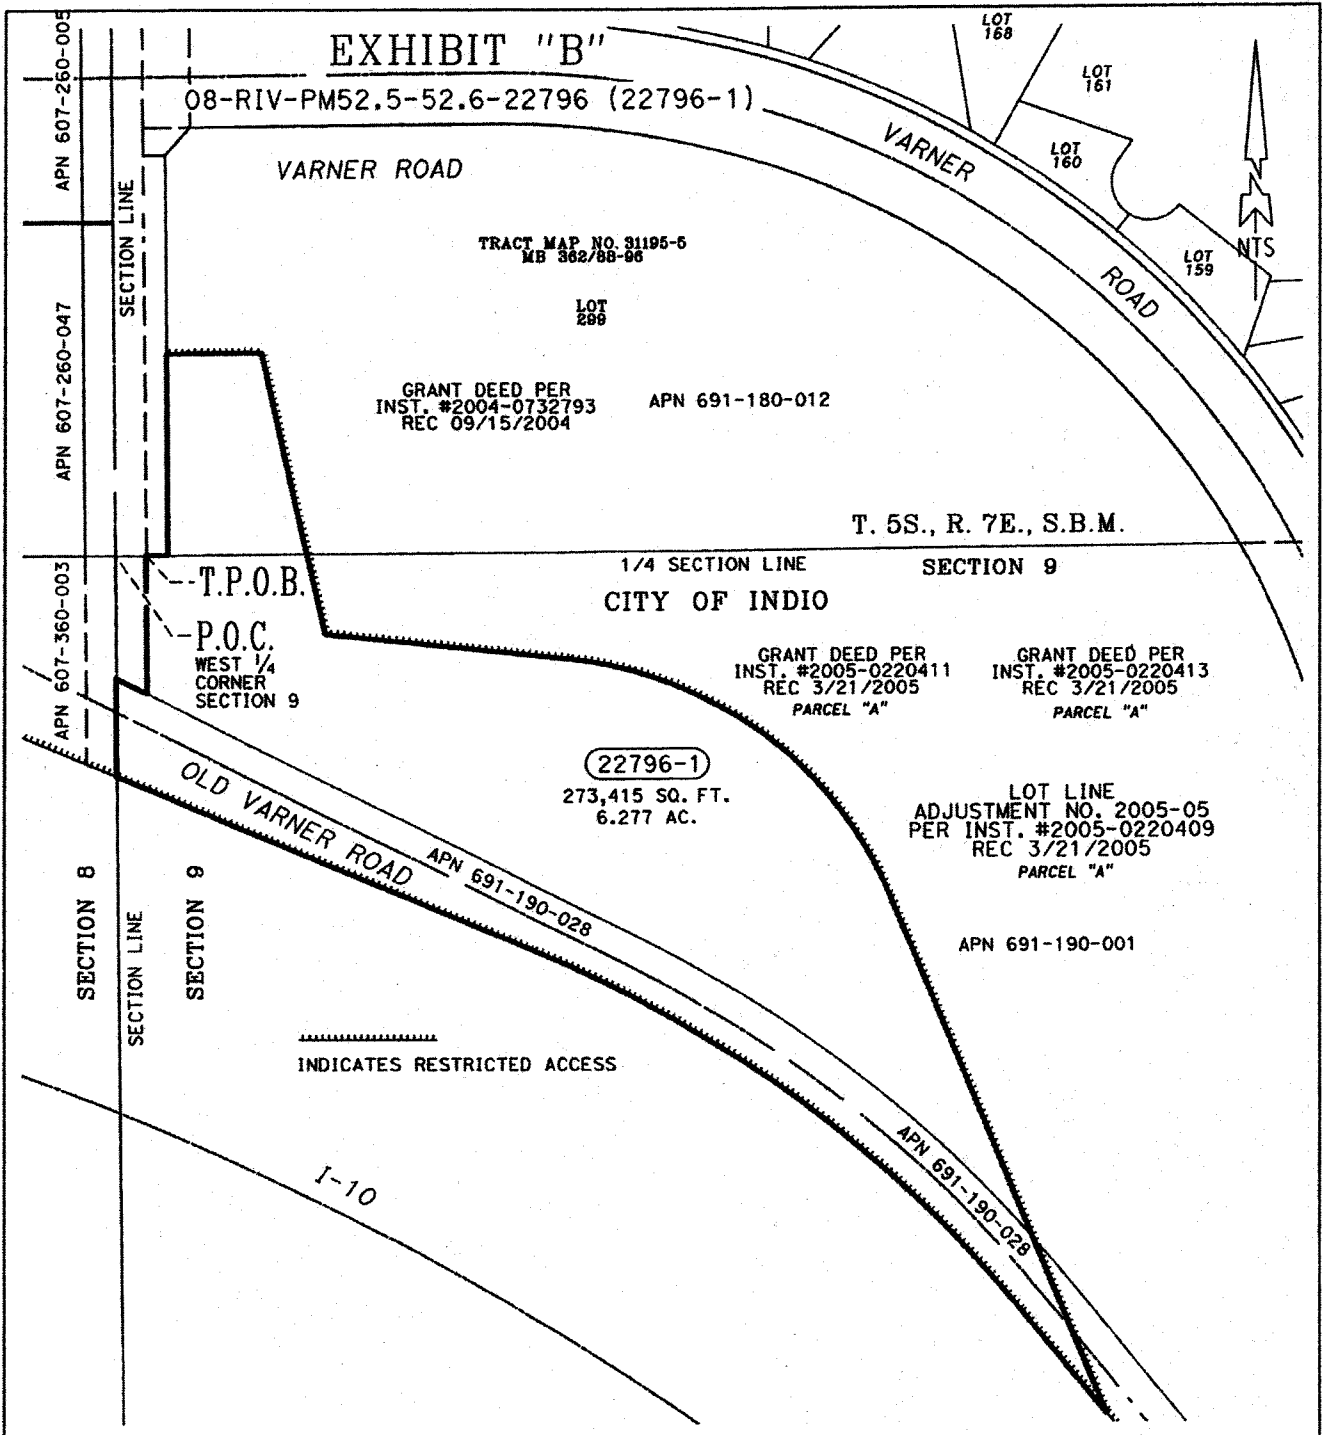 EXHIBIT "B"
08-RIV-PM52.5-52.6-22796 (22796-1)
LOT
168
LOT
161
LOT
160
LOT
159
NTS
VARNER ROAD
VARNER
ROAD
APN 607-260-005
SECTION LINE
APN 607-260-047
TRACT MAP NO. 31195-5
MB 362/88-96
LOT
299
GRANT DEED PER
INST. #2004-0732793
REC 09/15/2004
APN 691-180-012
T. 5S., R. 7E., S.B.M.
1/4 SECTION LINE
SECTION 9
CITY OF INDIO
T.P.O.B.
P.O.C.
WEST 1/4
CORNER
SECTION 9
APN 607-360-003
GRANT DEED PER
INST. #2005-0220411
REC 3/21/2005
PARCEL "A"
GRANT DEED PER
INST. #2005-0220413
REC 3/21/2005
PARCEL "A"
22796-1
273,415 SQ. FT.
6.277 AC.
LOT LINE
ADJUSTMENT NO. 2005-05
PER INST. #2005-0220409
REC 3/21/2005
PARCEL "A"
OLD VARNER ROAD
APN 691-190-028
APN 691-190-001
SECTION 8
SECTION LINE
SECTION 9
INDICATES RESTRICTED ACCESS
APN 691-190-028
I-10